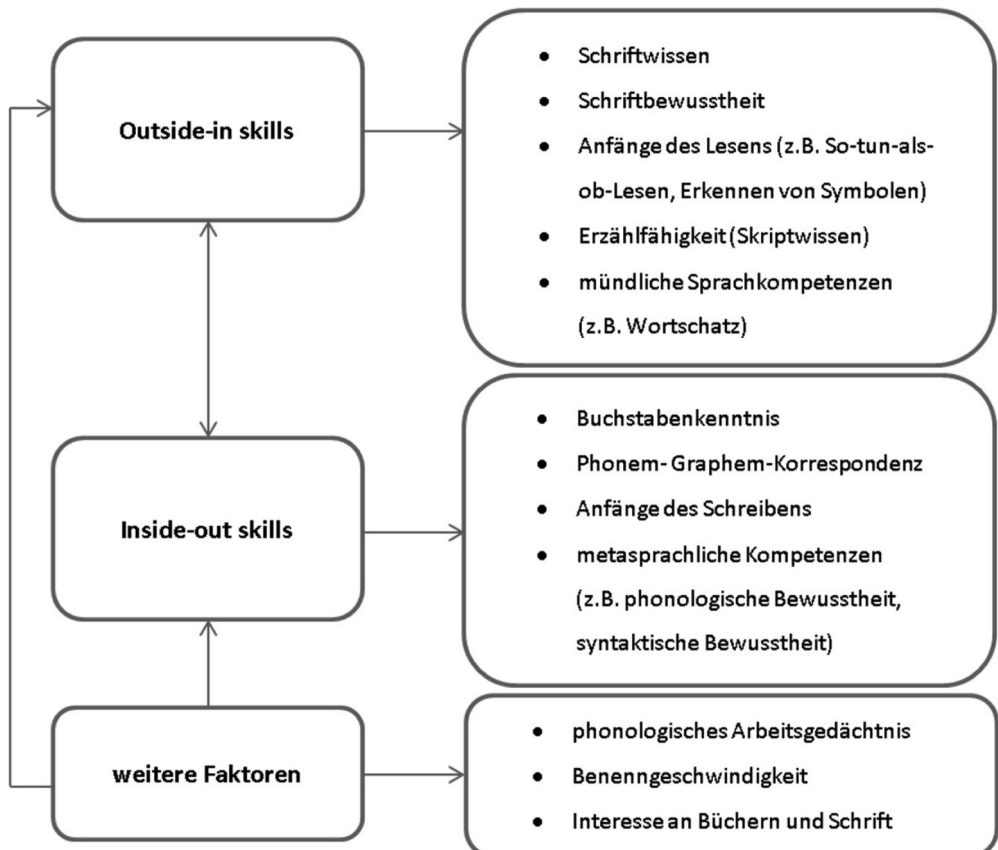 Outside-in skills
• Schriftwissen
• Schriftbewusstheit
• Anfänge des Lesens (z.B. So-tun-als-
ob-Lesen, Erkennen von Symbolen)
• Erzählfähigkeit (Skriptwissen)
• mündliche Sprachkompetenzen
(z.B. Wortschatz)
Inside-out skills
• Buchstabenkenntnis
• Phonem- Graphem-Korrespondenz
• Anfänge des Schreibens
• metasprachliche Kompetenzen
(z.B. phonologische Bewusstheit,
syntaktische Bewusstheit)
weitere Faktoren
• phonologisches Arbeitsgedächtnis
• Benenngeschwindigkeit
• Interesse an Büchern und Schrift